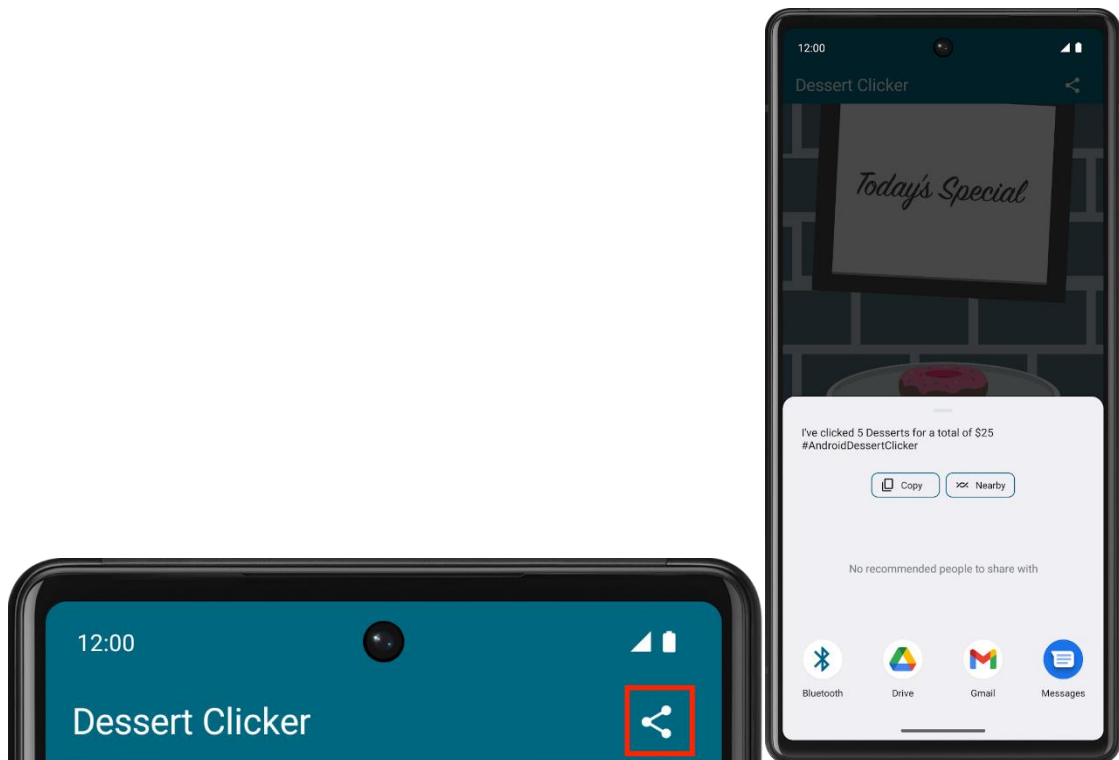 12:00
Dessert Clicker
12:00
Dessert Clicker
Today's Special
I've clicked 5 Desserts for a total of $25
#AndroidDessertClicker
Copy
Nearby
No recommended people to share with
Bluetooth
Drive
Gmail
Messages